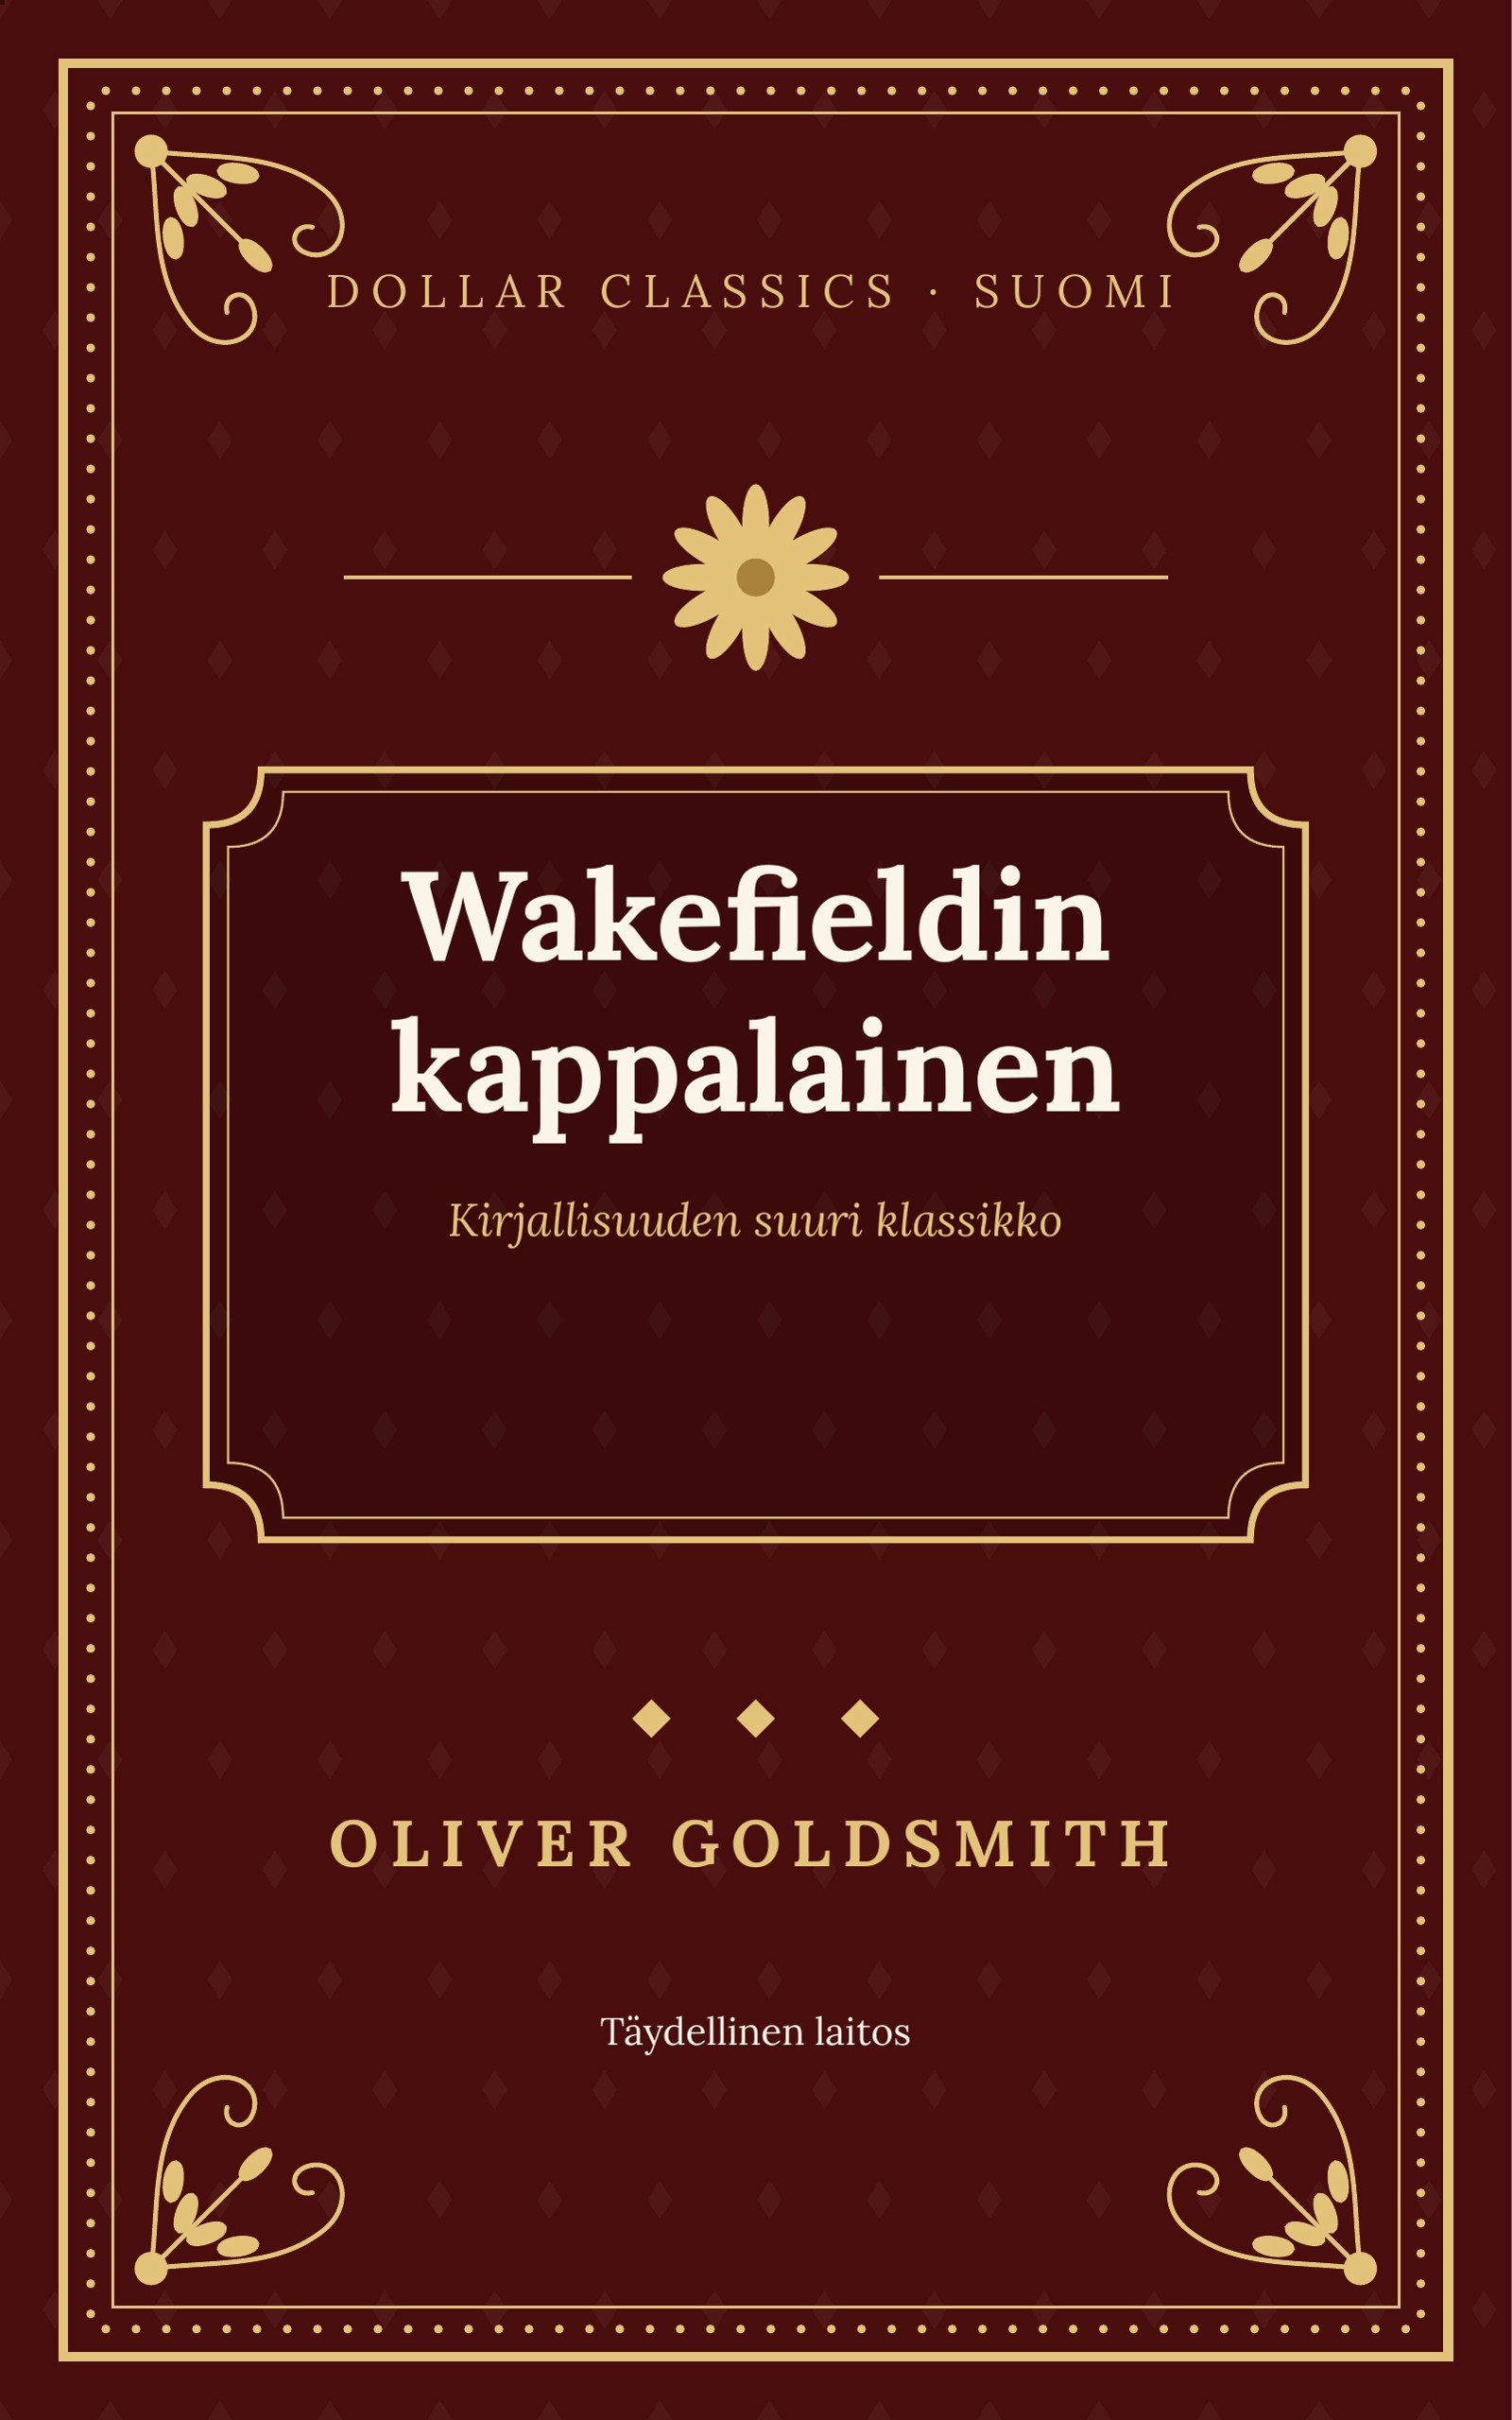 DOLLAR CLASSICS · SUOMI
Wakefieldin
kappalainen
Kirjallisuuden suuri klassikko
OLIVER GOLDSMITH
Täydellinen laitos